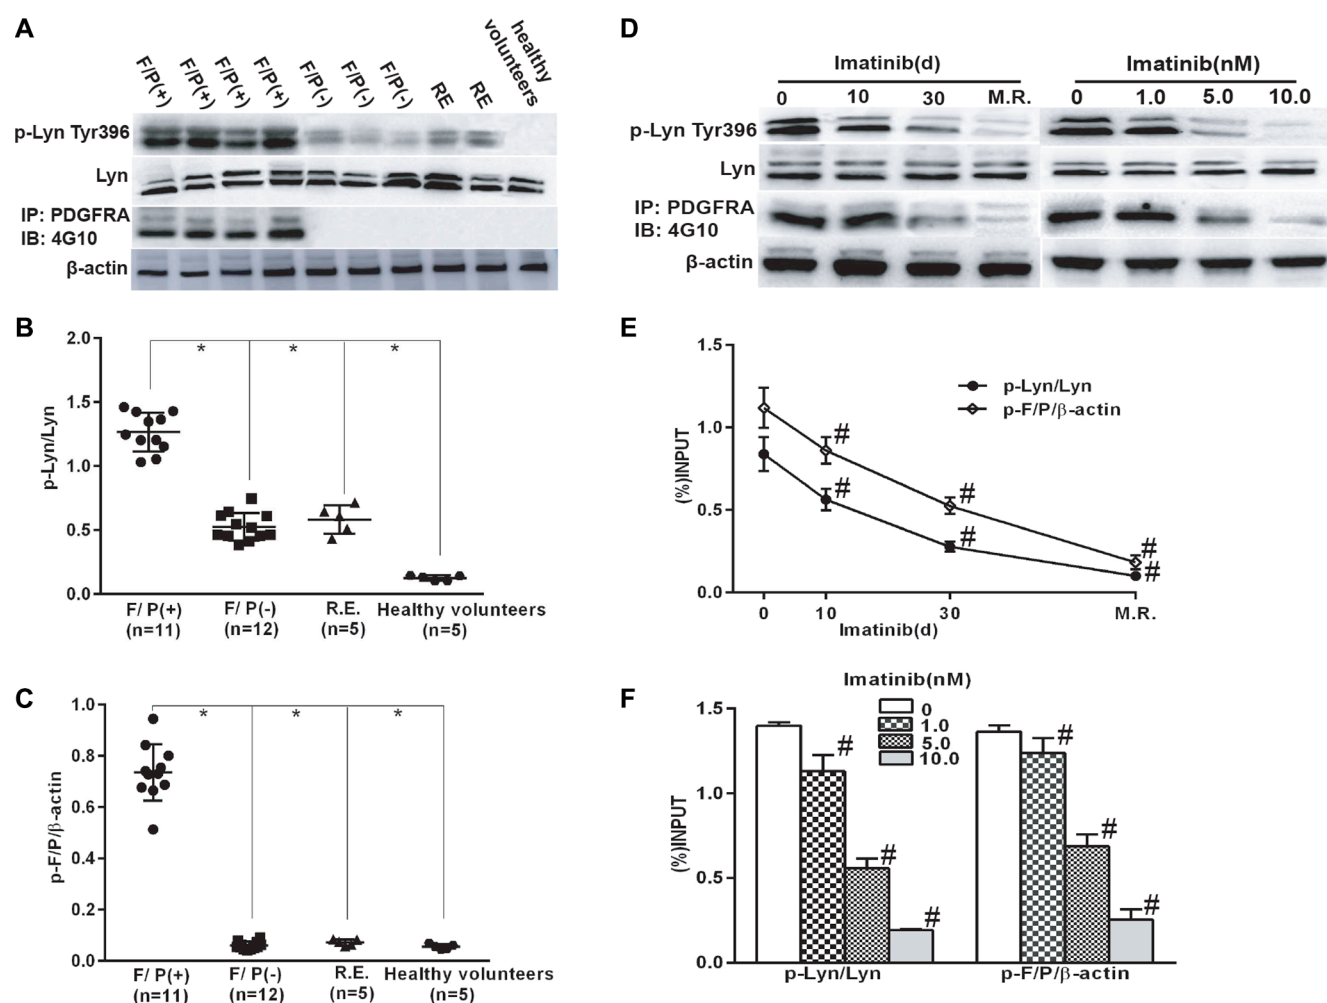 A
F/P(+) F/P(+) F/P(+) F/P(+) F/P(-) F/P(-) F/P(-) RE RE healthy volunteers
p-Lyn Tyr396
Lyn
IP: PDGFRA
IB: 4G10
β-actin
B
p-Lyn/Lyn
2.0
1.5
1.0
0.5
0.0
* * *
F/ P(+) F/ P(-) R.E. Healthy volunteers
(n=11) (n=12) (n=5) (n=5)
C
p-F/P/β-actin
1.0
0.8
0.6
0.4
0.2
0.0
* * *
F/ P(+) F/ P(-) R.E. Healthy volunteers
(n=11) (n=12) (n=5) (n=5)
D
Imatinib(d) Imatinib(nM)
0 10 30 M.R. 0 1.0 5.0 10.0
p-Lyn Tyr396
Lyn
IP: PDGFRA
IB: 4G10
β-actin
E
(%)INPUT
1.5
1.0
0.5
0.0
p-Lyn/Lyn
p-F/P/β-actin
# # #
# # #
0 10 30 M.R.
Imatinib(d)
F
Imatinib(nM)
0
1.0
5.0
10.0
(%)INPUT
1.5
1.0
0.5
0.0
# # # # # #
p-Lyn/Lyn p-F/P/β-actin